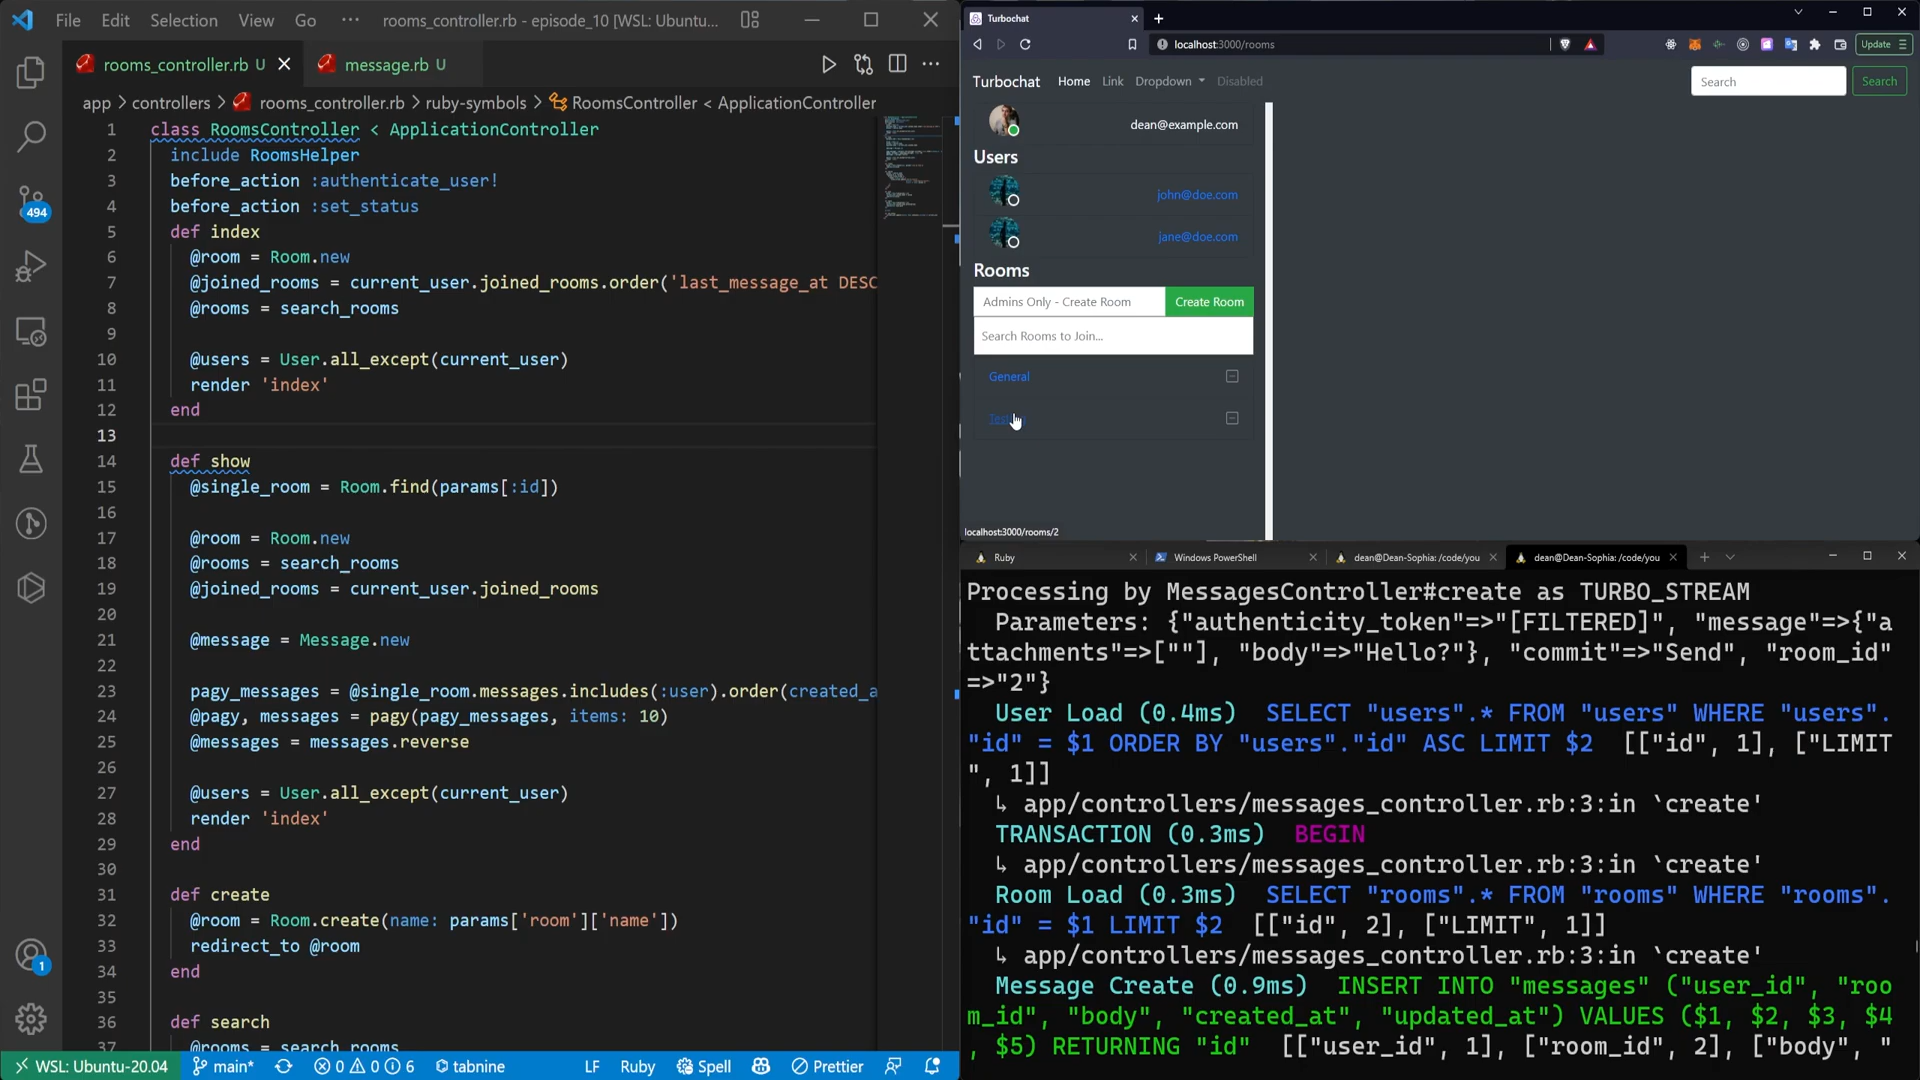 File Edit Selection View Go ··· rooms_controller.rb - episode_10 [WSL: Ubuntu...
rooms_controller.rb U
message.rb U
app > controllers > rooms_controller.rb > ruby-symbols > RoomsController < ApplicationController
1 class RoomsController < ApplicationController
2 include RoomsHelper
3 before_action :authenticate_user!
4 before_action :set_status
5 def index
6 @room = Room.new
7 @joined_rooms = current_user.joined_rooms.order('last_message_at DESC
8 @rooms = search_rooms
9
10 @users = User.all_except(current_user)
11 render 'index'
12 end
13
14 def show
15 @single_room = Room.find(params[:id])
16
17 @room = Room.new
18 @rooms = search_rooms
19 @joined_rooms = current_user.joined_rooms
20
21 @message = Message.new
22
23 pagy_messages = @single_room.messages.includes(:user).order(created_a
24 @pagy, messages = pagy(pagy_messages, items: 10)
25 @messages = messages.reverse
26
27 @users = User.all_except(current_user)
28 render 'index'
29 end
30
31 def create
32 @room = Room.create(name: params['room']['name'])
33 redirect_to @room
34 end
35
36 def search
37 @rooms = search_rooms
494
1
WSL: Ubuntu-20.04 main* 0 0 6 tabnine LF Ruby Spell Prettier
Turbochat
localhost:3000/rooms
Update
Turbochat Home Link Dropdown Disabled
Search
Search
dean@example.com
Users
john@doe.com
jane@doe.com
Rooms
Admins Only - Create Room
Create Room
Search Rooms to Join...
General
localhost:3000/rooms/2
Ruby
Windows PowerShell
dean@Dean-Sophia: /code/you
dean@Dean-Sophia: /code/you
Processing by MessagesController#create as TURBO_STREAM
Parameters: {"authenticity_token"=>"[FILTERED]", "message"=>{"a
ttachments"=>[""], "body"=>"Hello?"}, "commit"=>"Send", "room_id"
=>"2"}
User Load (0.4ms) SELECT "users".* FROM "users" WHERE "users".
"id" = $1 ORDER BY "users"."id" ASC LIMIT $2 [["id", 1], ["LIMIT
", 1]]
↳ app/controllers/messages_controller.rb:3:in `create'
TRANSACTION (0.3ms) BEGIN
↳ app/controllers/messages_controller.rb:3:in `create'
Room Load (0.3ms) SELECT "rooms".* FROM "rooms" WHERE "rooms".
"id" = $1 LIMIT $2 [["id", 2], ["LIMIT", 1]]
↳ app/controllers/messages_controller.rb:3:in `create'
Message Create (0.9ms) INSERT INTO "messages" ("user_id", "roo
m_id", "body", "created_at", "updated_at") VALUES ($1, $2, $3, $4
, $5) RETURNING "id" [["user_id", 1], ["room_id", 2], ["body", "